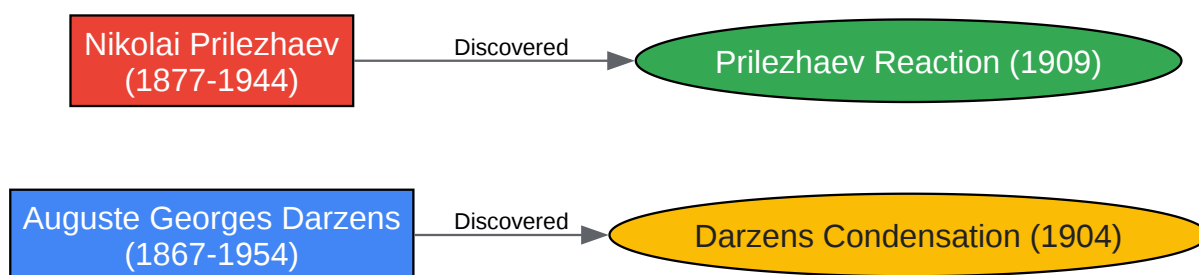 Nikolai Prilezhaev
(1877-1944)
Discovered
Prilezhaev Reaction (1909)
Auguste Georges Darzens
(1867-1954)
Discovered
Darzens Condensation (1904)